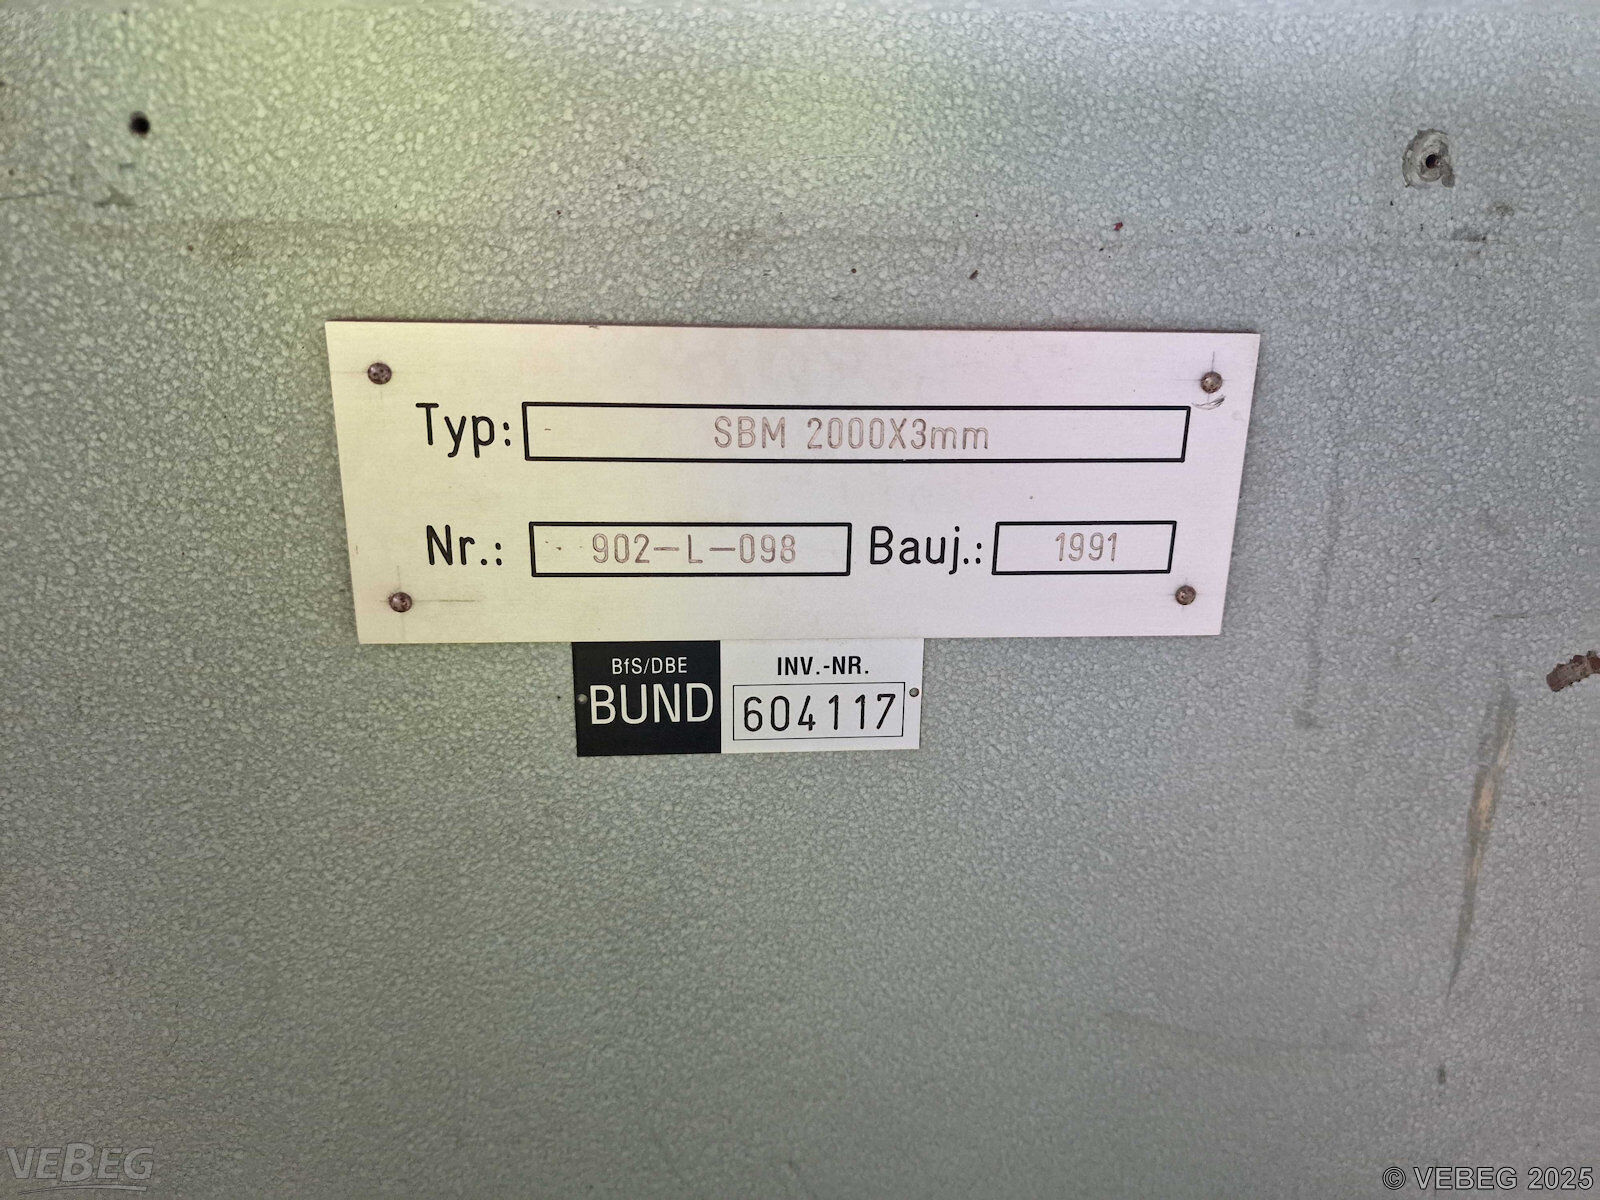 Typ: SBM 2000X3mm
Nr.: 902-L-098 Bauj.: 1991
BfS/DBE
BUND
INV.-NR.
604117
VEBEG
© VEBEG 2025